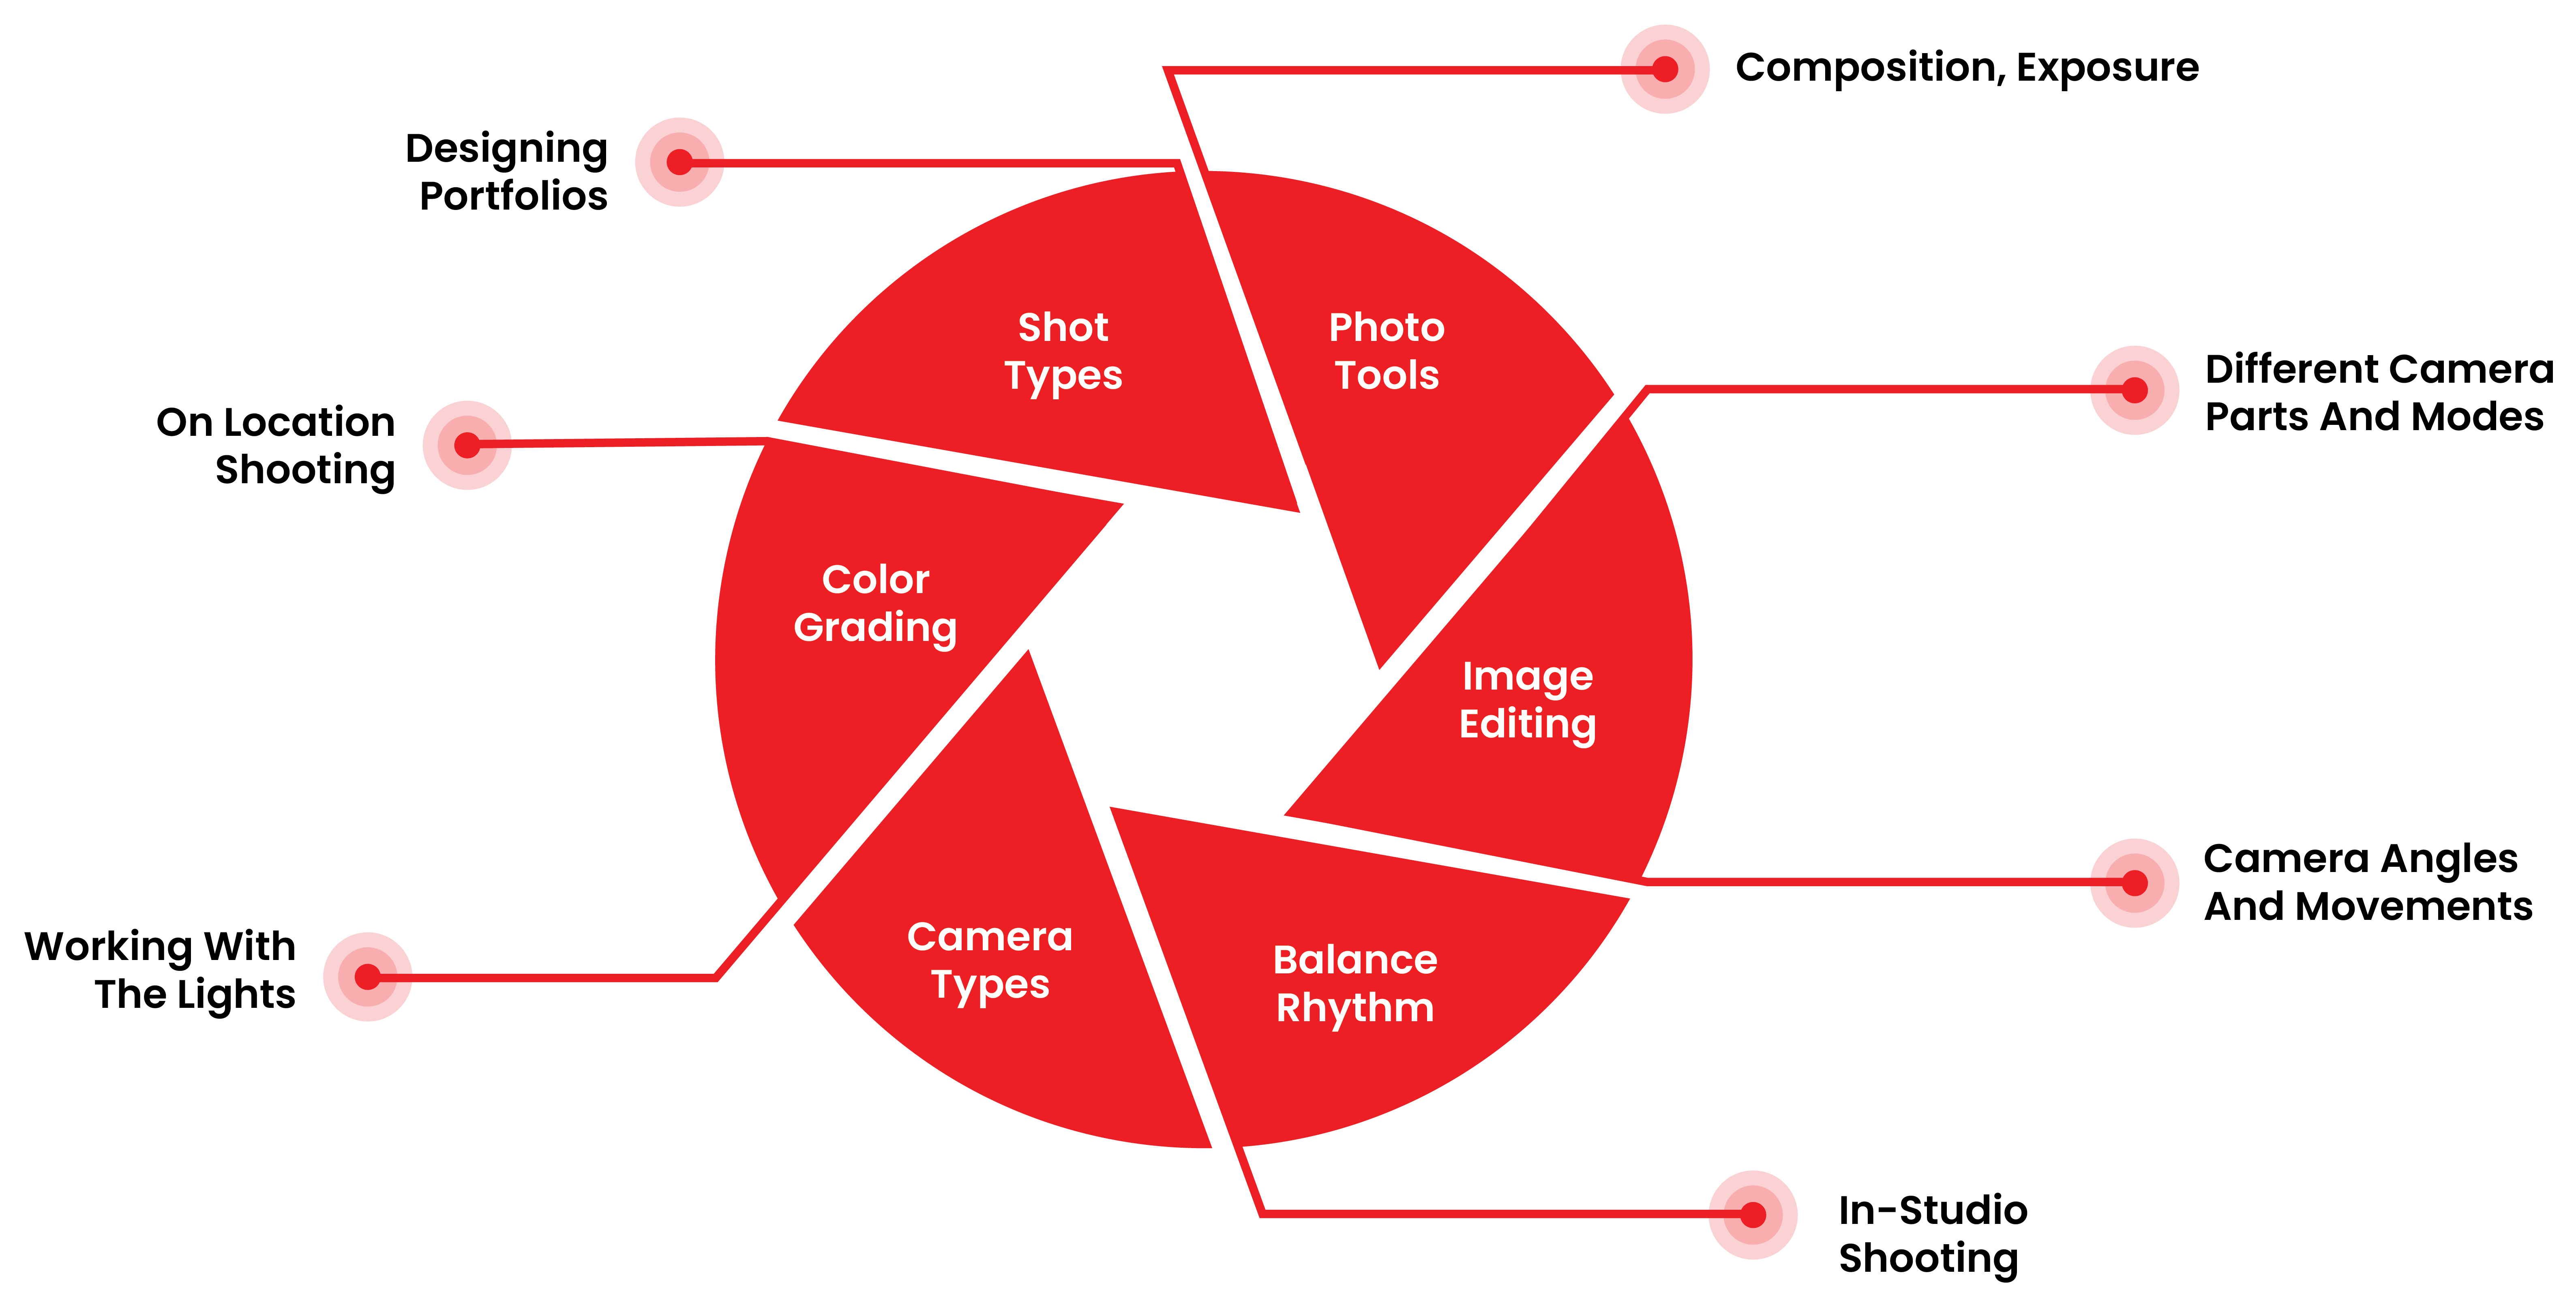 Composition, Exposure
Designing
Portfolios
Shot
Types
Photo
Tools
Different Camera
Parts And Modes
On Location
Shooting
Color
Grading
Image
Editing
Camera Angles
And Movements
Working With
The Lights
Camera
Types
Balance
Rhythm
In-Studio
Shooting